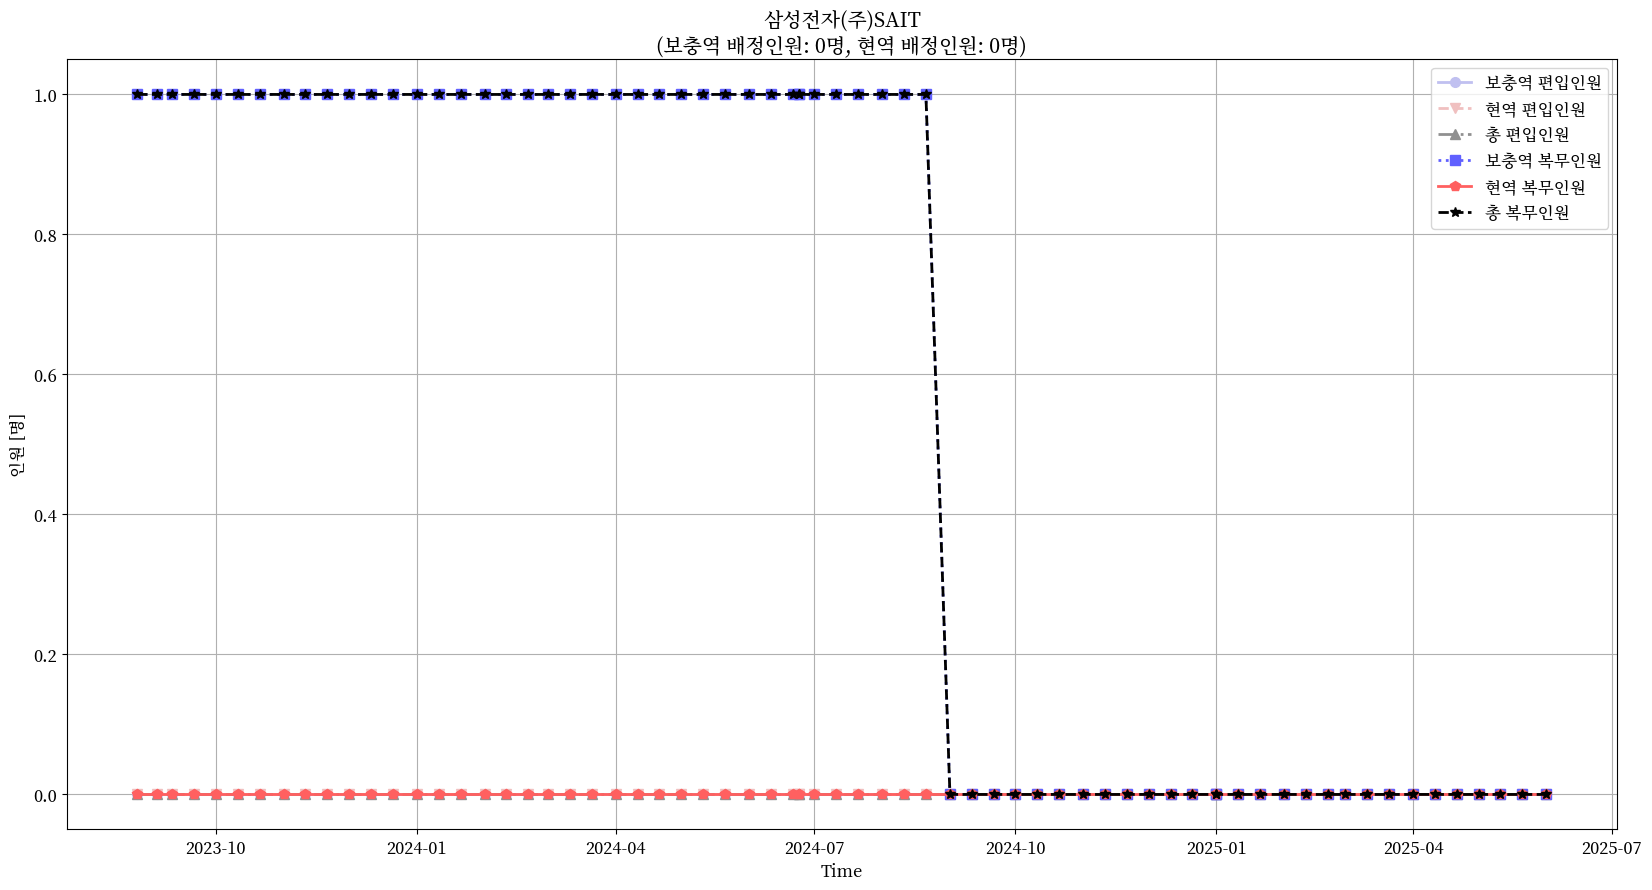 삼성전자(주)SAIT
(보충역 배정인원: 0명, 현역 배정인원: 0명)
보충역 편입인원
현역 편입인원
총 편입인원
보충역 복무인원
현역 복무인원
총 복무인원
1.0
0.8
0.6
0.4
0.2
0.0
인원 [명]
2023-10
2024-01
2024-04
2024-07
2024-10
2025-01
2025-04
2025-07
Time